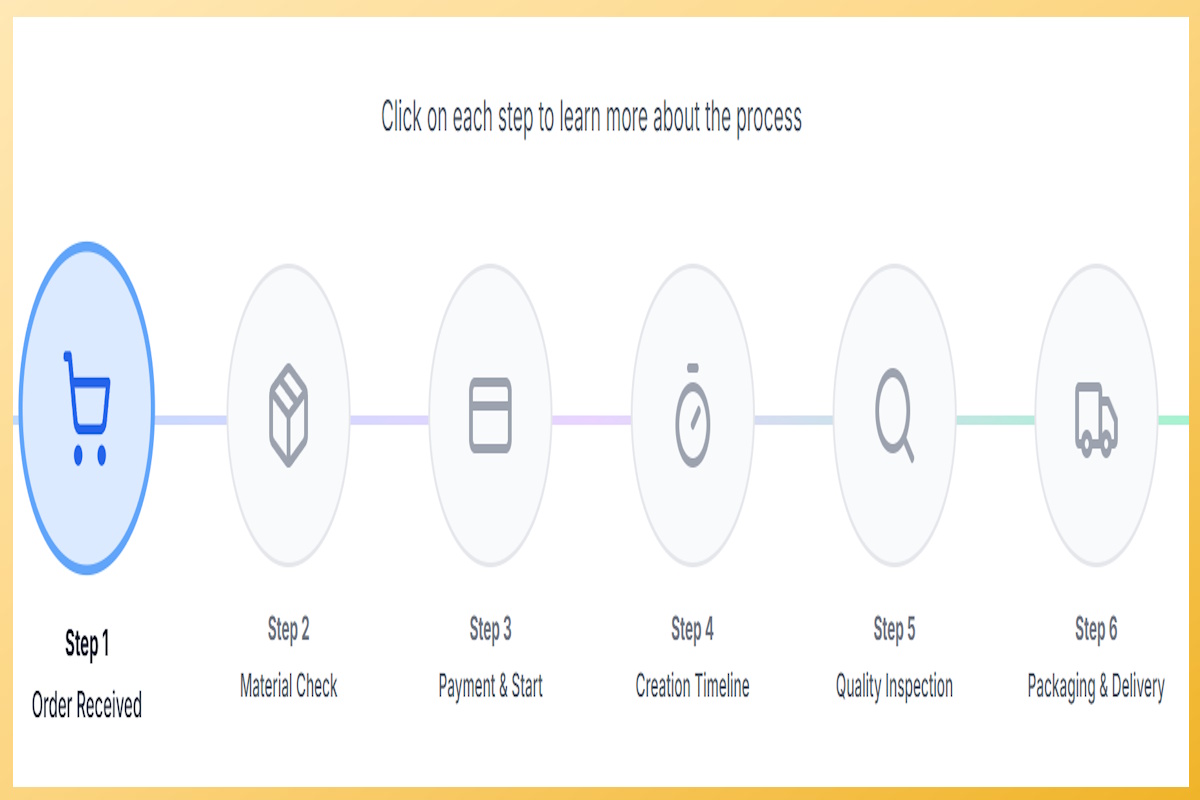 Click on each step to learn more about the process
Step 1
Order Received
Step 2
Material Check
Step 3
Payment & Start
Step 4
Creation Timeline
Step 5
Quality Inspection
Step 6
Packaging & Delivery